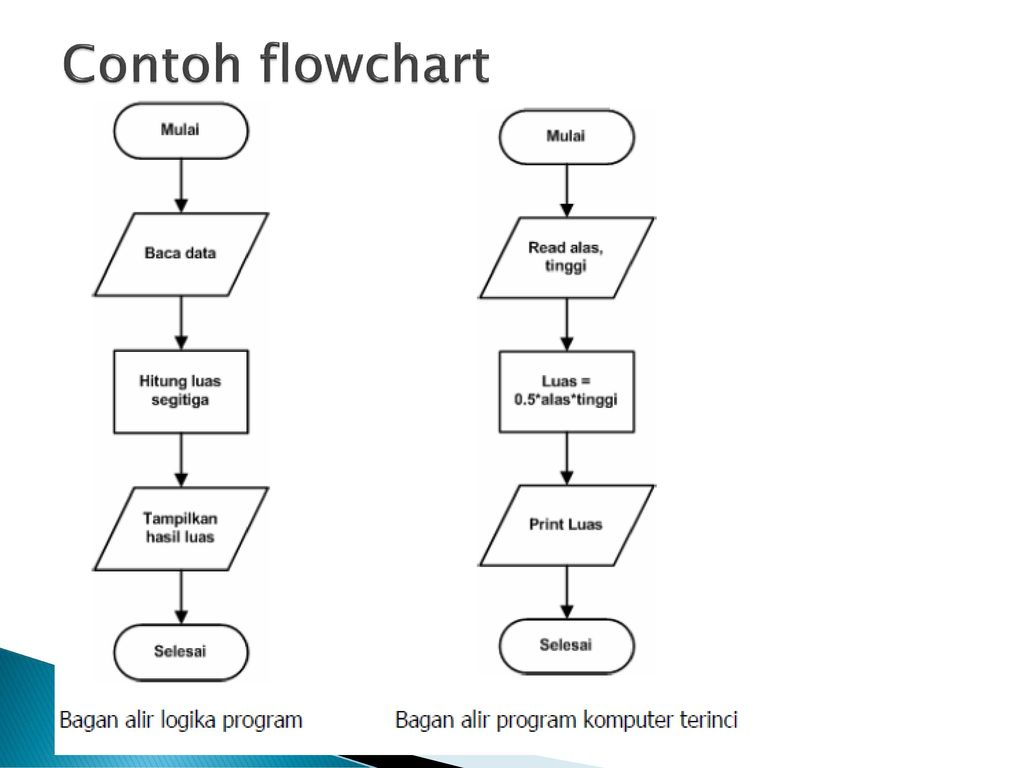 Contoh flowchart
Mulai
Baca data
Hitung luas
segitiga
Tampilkan
hasil luas
Selesai
Bagan alir logika program
Mulai
Read alas,
tinggi
Luas =
0.5*alas*tinggi
Print Luas
Selesai
Bagan alir program komputer terinci